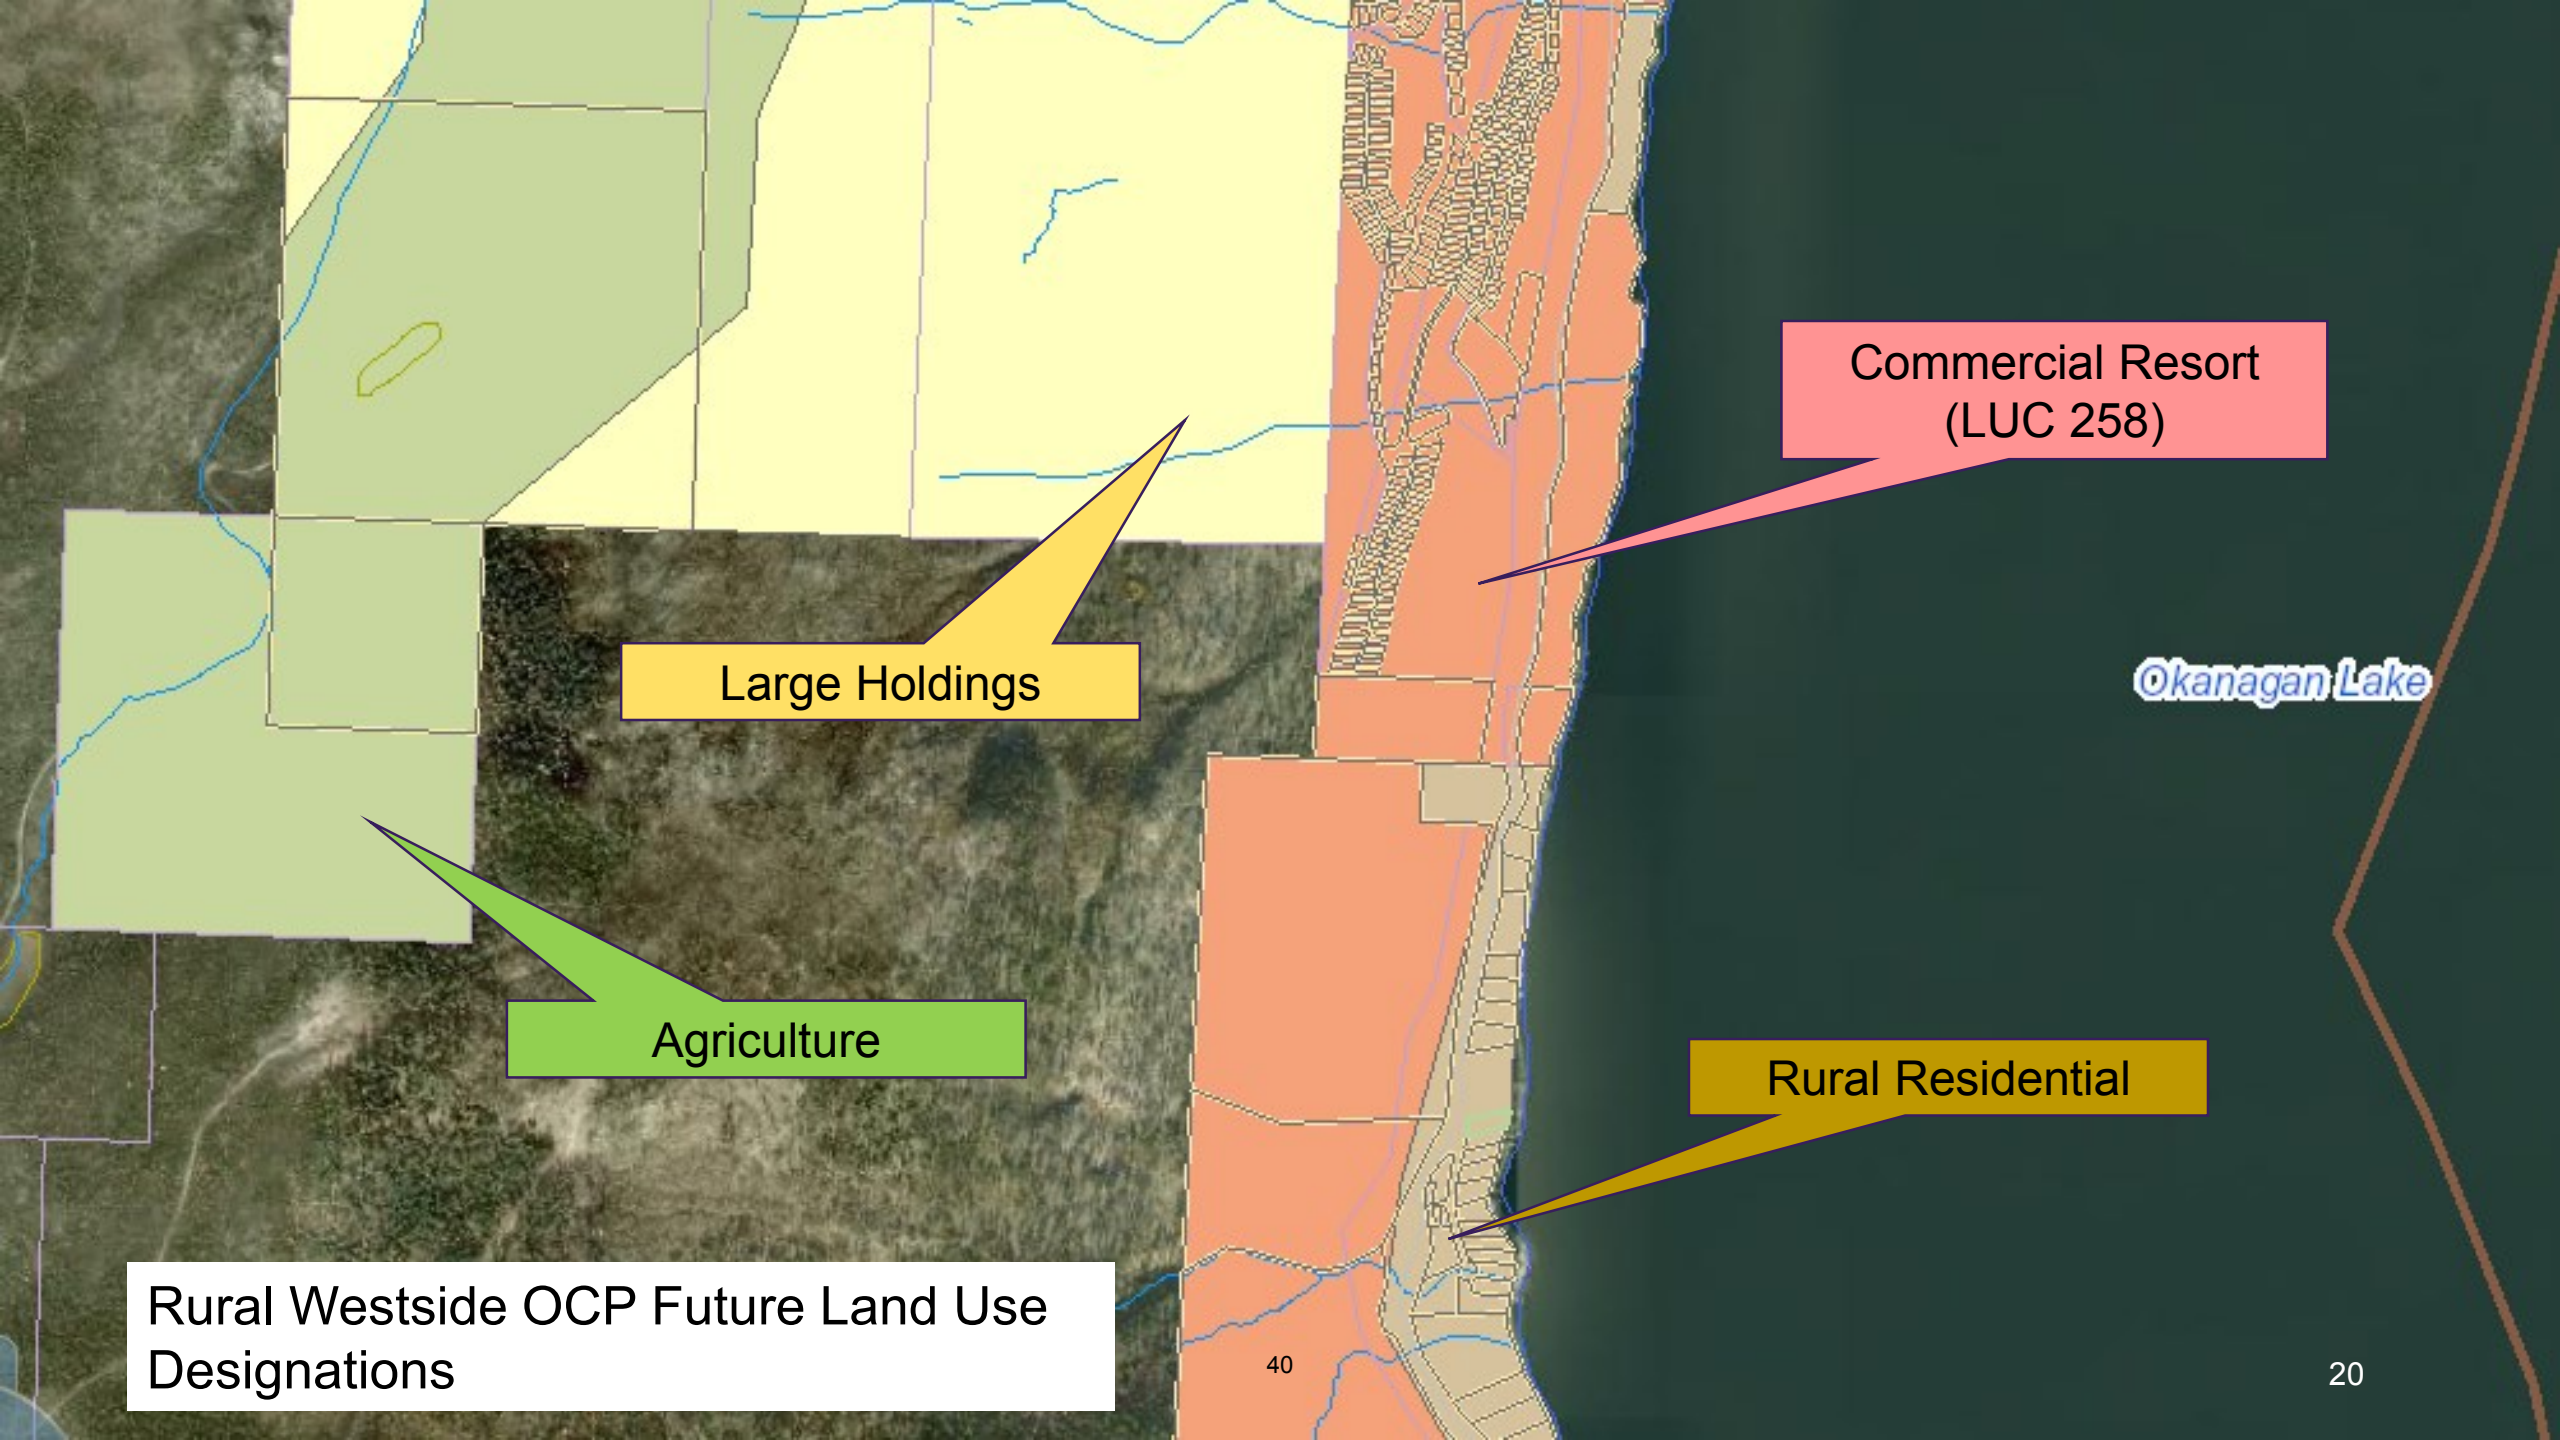 Commercial Resort
(LUC 258)
Large Holdings
Okanagan Lake
Agriculture
Rural Residential
Rural Westside OCP Future Land Use
Designations
40
20